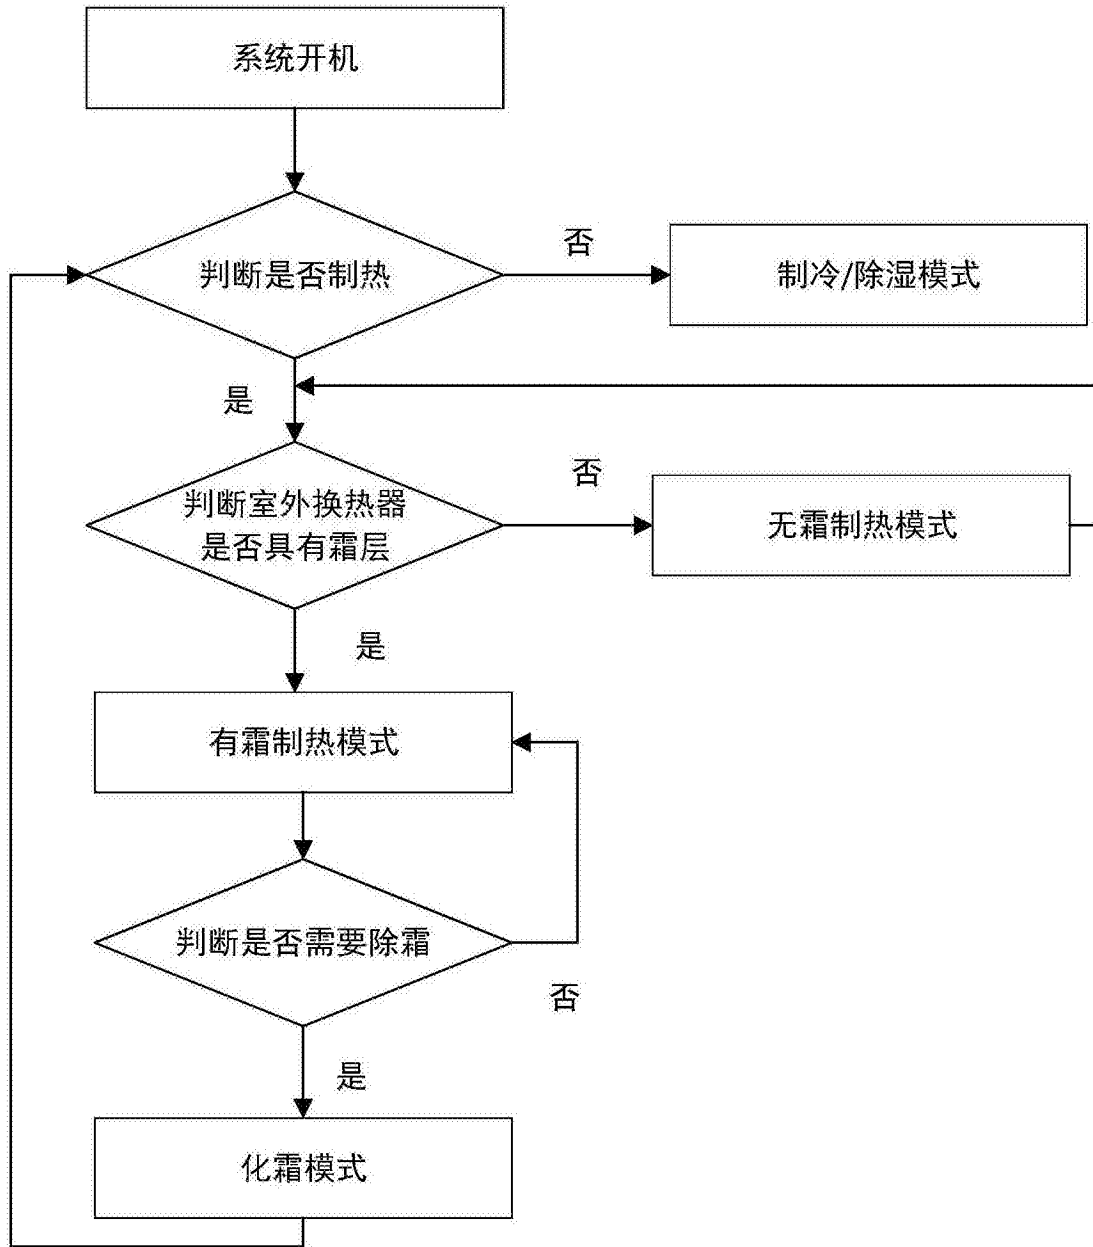 系统开机
判断是否制热
否
制冷/除湿模式
是
判断室外换热器
是否具有霜层
否
无霜制热模式
是
有霜制热模式
判断是否需要除霜
否
是
化霜模式